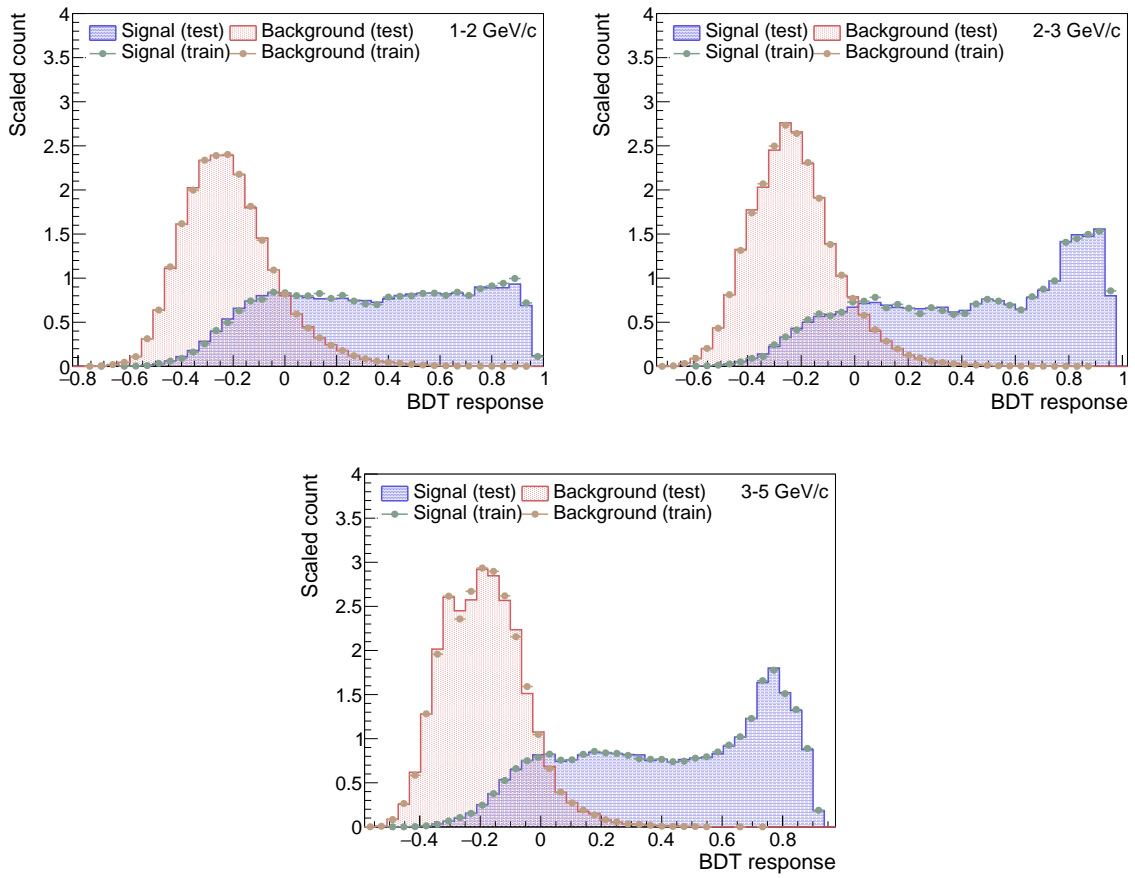 Signal (test) Background (test) 1-2 GeV/c
Signal (train) Background (train)
Scaled count
4
3.5
3
2.5
2
1.5
1
0.5
0
−0.8 −0.6 −0.4 −0.2 0 0.2 0.4 0.6 0.8 1
BDT response
Signal (test) Background (test) 2-3 GeV/c
Signal (train) Background (train)
Scaled count
4
3.5
3
2.5
2
1.5
1
0.5
0
−0.6 −0.4 −0.2 0 0.2 0.4 0.6 0.8 1
BDT response
Signal (test) Background (test) 3-5 GeV/c
Signal (train) Background (train)
Scaled count
4
3.5
3
2.5
2
1.5
1
0.5
0
−0.4 −0.2 0 0.2 0.4 0.6 0.8
BDT response